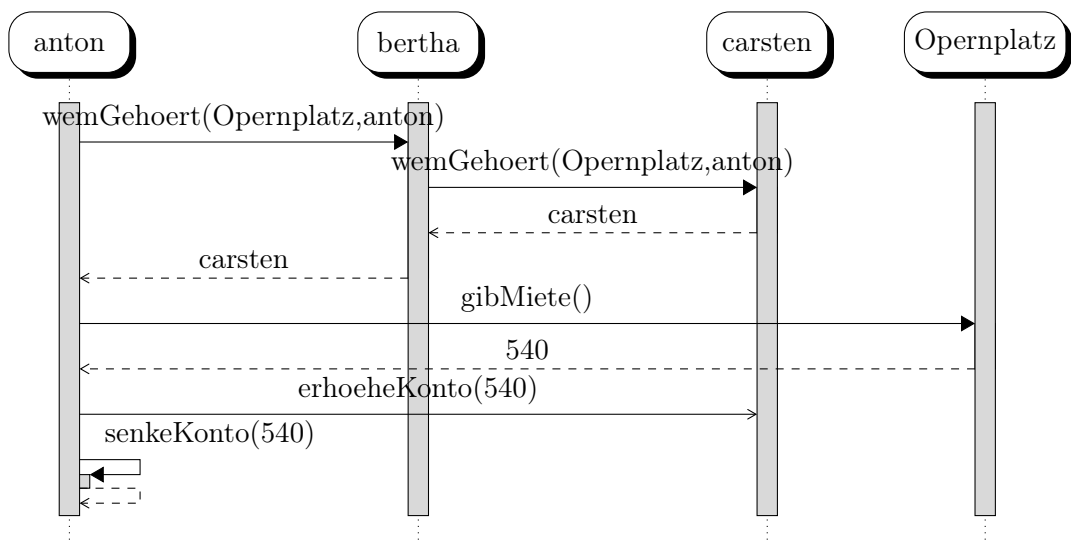 anton
bertha
carsten
Opernplatz
wemGehoert(Opernplatz,anton)
wemGehoert(Opernplatz,anton)
carsten
carsten
gibMiete()
540
erhoeheKonto(540)
senkeKonto(540)